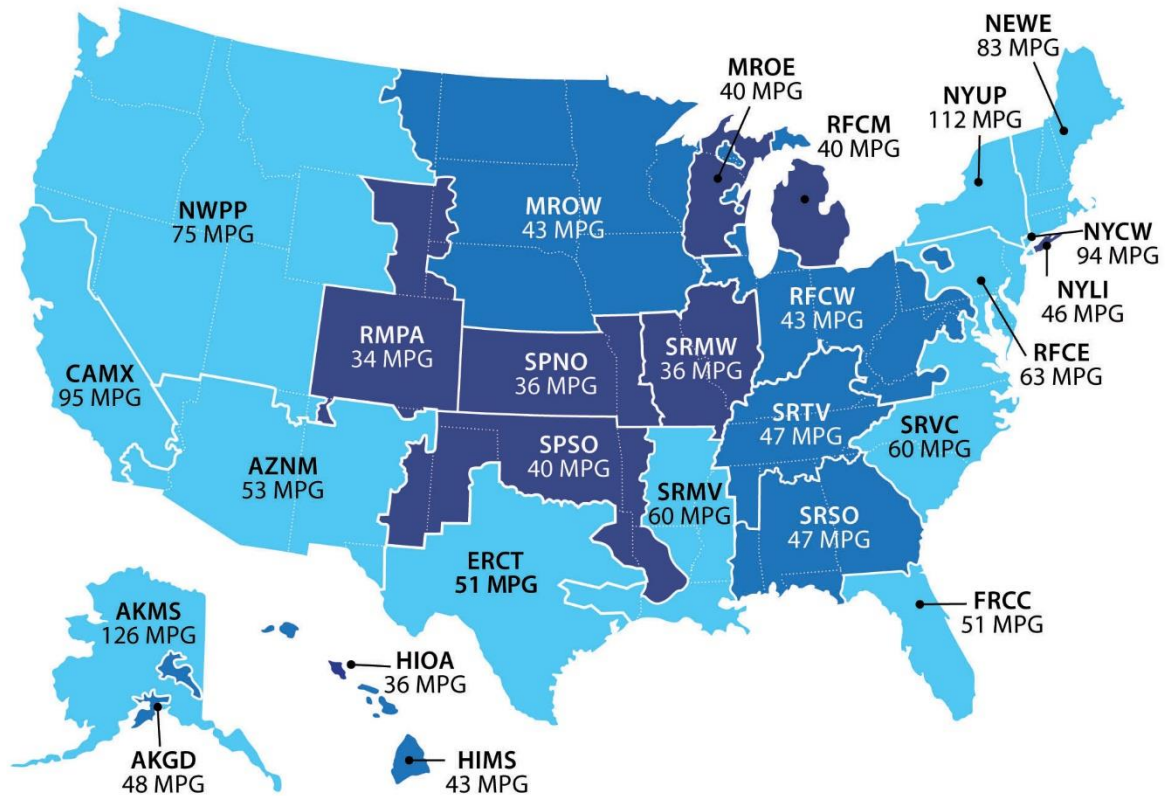 NEWE
83 MPG
MROE
40 MPG
NYUP
112 MPG
RFCM
40 MPG
NWPP
75 MPG
MROW
43 MPG
NYCW
94 MPG
NYLI
46 MPG
RFCW
43 MPG
RMPA
34 MPG
SPNO
36 MPG
SRMW
36 MPG
RFCE
63 MPG
CAMX
95 MPG
SRTV
47 MPG
SRVC
60 MPG
AZNM
53 MPG
SPSO
40 MPG
SRMV
60 MPG
SRSO
47 MPG
ERCT
51 MPG
AKMS
126 MPG
FRCC
51 MPG
HIOA
36 MPG
AKGD
48 MPG
HIMS
43 MPG